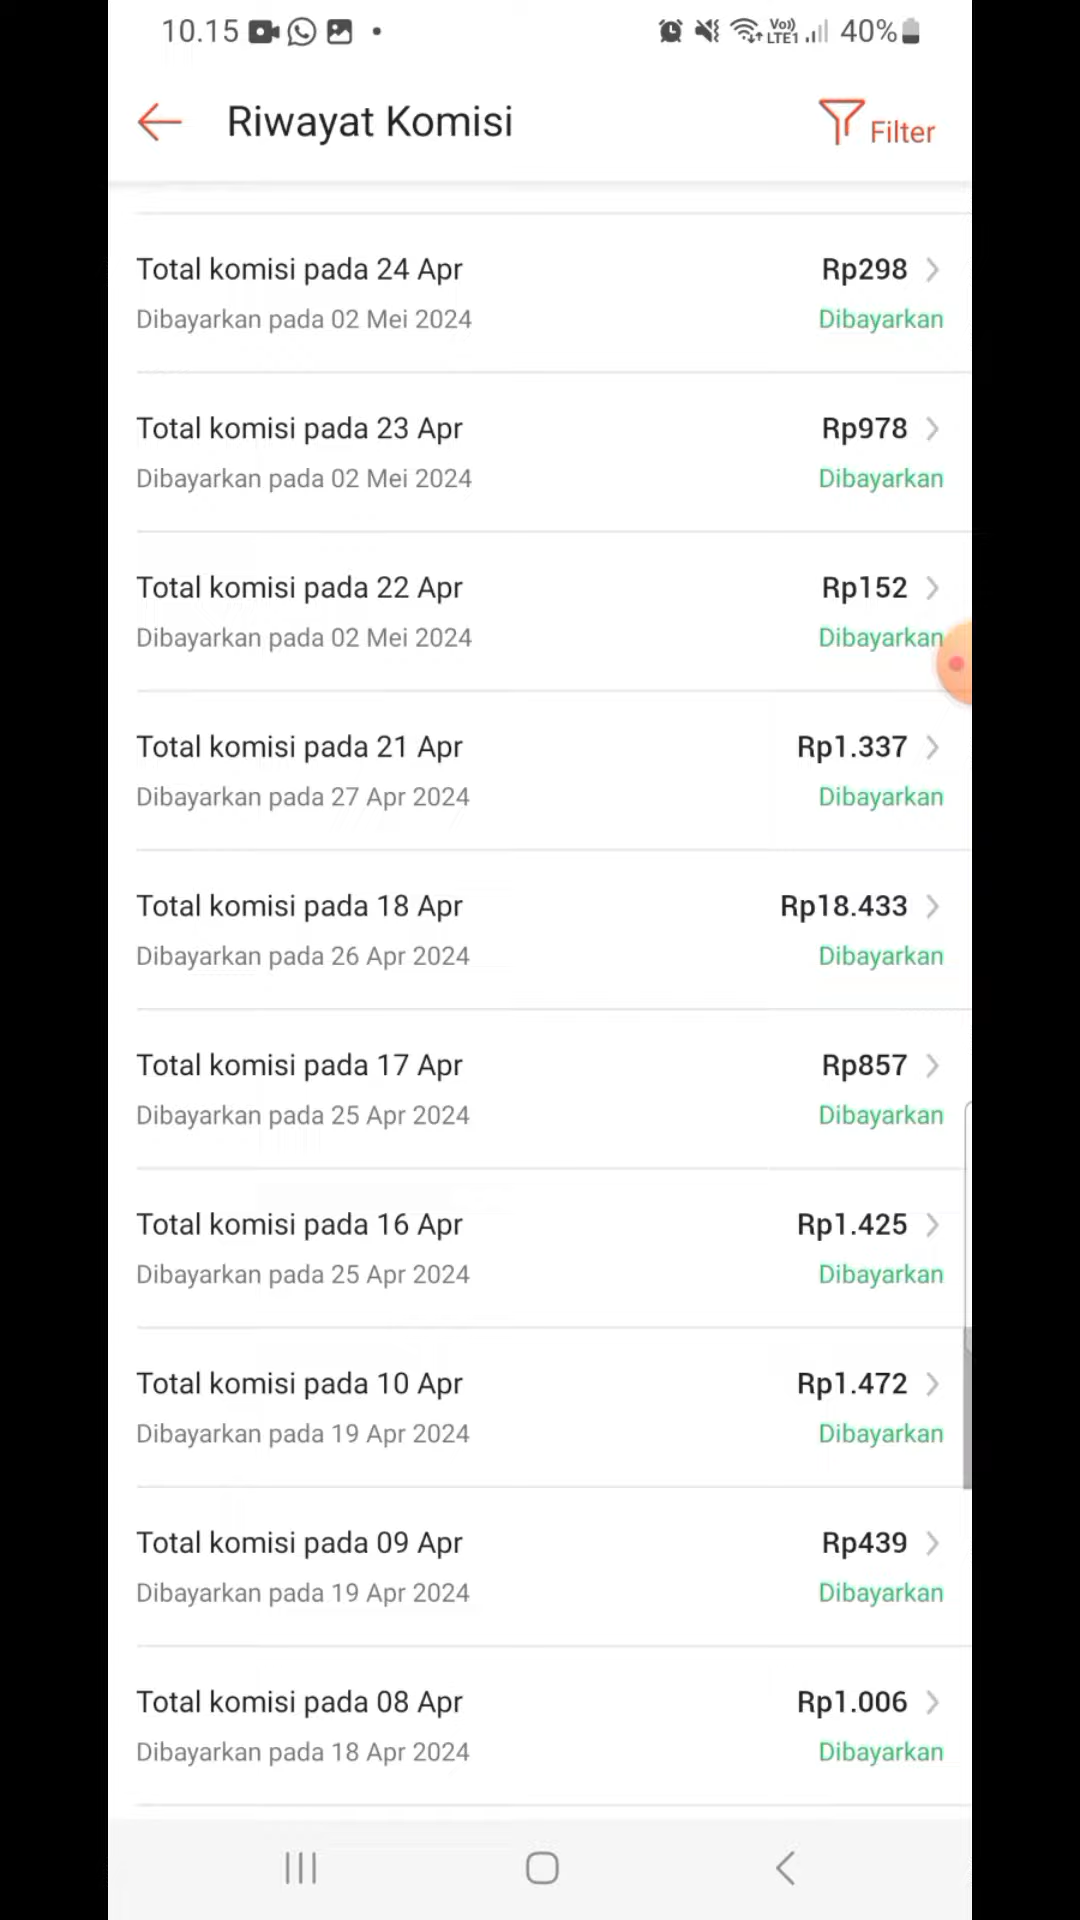 10.15
Vo))
LTE1
40%
Riwayat Komisi
Filter
Total komisi pada 24 Apr
Rp298
Dibayarkan pada 02 Mei 2024
Dibayarkan
Total komisi pada 23 Apr
Rp978
Dibayarkan pada 02 Mei 2024
Dibayarkan
Total komisi pada 22 Apr
Rp152
Dibayarkan pada 02 Mei 2024
Dibayarkan
Total komisi pada 21 Apr
Rp1.337
Dibayarkan pada 27 Apr 2024
Dibayarkan
Total komisi pada 18 Apr
Rp18.433
Dibayarkan pada 26 Apr 2024
Dibayarkan
Total komisi pada 17 Apr
Rp857
Dibayarkan pada 25 Apr 2024
Dibayarkan
Total komisi pada 16 Apr
Rp1.425
Dibayarkan pada 25 Apr 2024
Dibayarkan
Total komisi pada 10 Apr
Rp1.472
Dibayarkan pada 19 Apr 2024
Dibayarkan
Total komisi pada 09 Apr
Rp439
Dibayarkan pada 19 Apr 2024
Dibayarkan
Total komisi pada 08 Apr
Rp1.006
Dibayarkan pada 18 Apr 2024
Dibayarkan